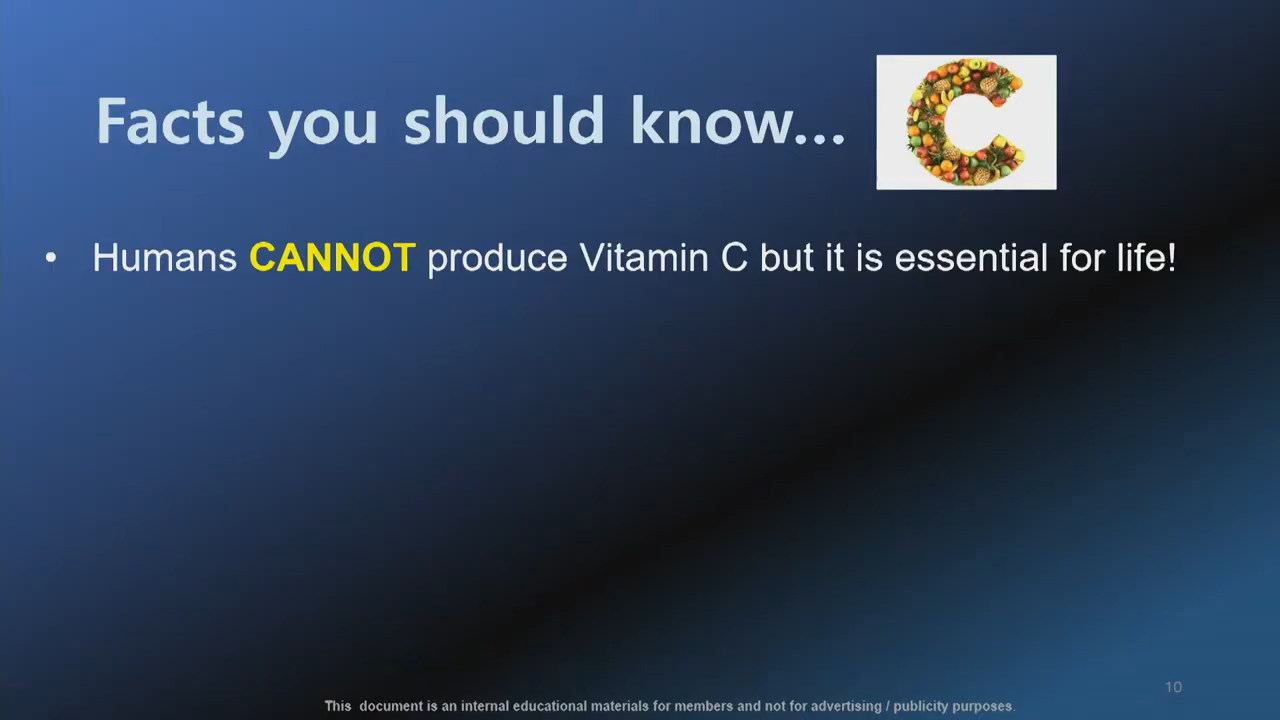 Facts you should know...
• Humans CANNOT produce Vitamin C but it is essential for life!
10
This document is an internal educational materials for members and not for advertising / publicity purposes.